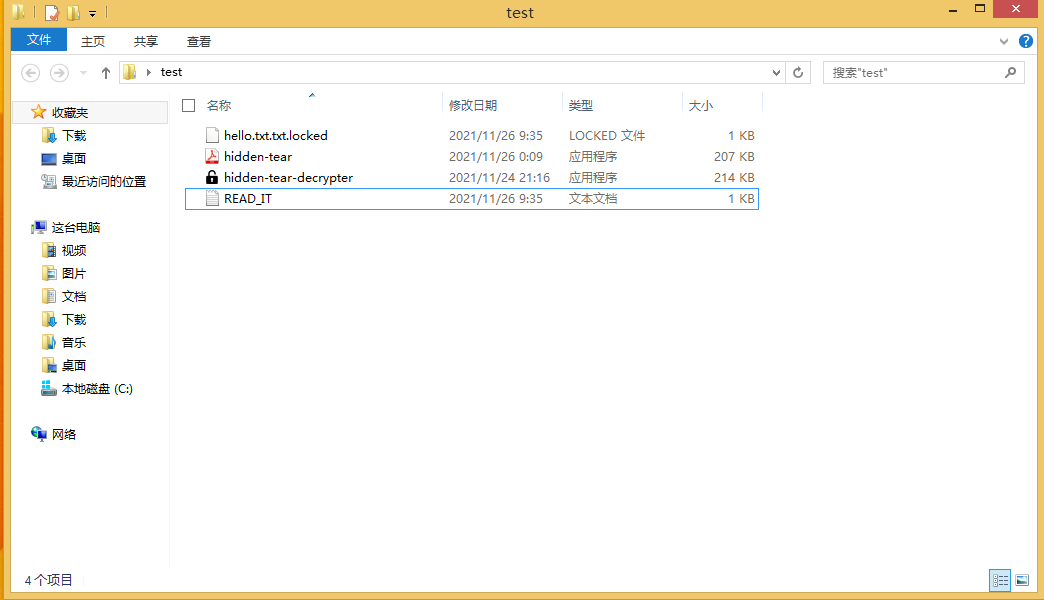 test
文件 主页 共享 查看
test 搜索"test"
名称 修改日期 类型 大小
hello.txt.txt.locked 2021/11/26 9:35 LOCKED 文件 1 KB
hidden-tear 2021/11/26 0:09 应用程序 207 KB
hidden-tear-decrypter 2021/11/24 21:16 应用程序 214 KB
READ_IT 2021/11/26 9:35 文本文档 1 KB
收藏夹
下载
桌面
最近访问的位置
这台电脑
视频
图片
文档
下载
音乐
桌面
本地磁盘 (C:)
网络
4 个项目